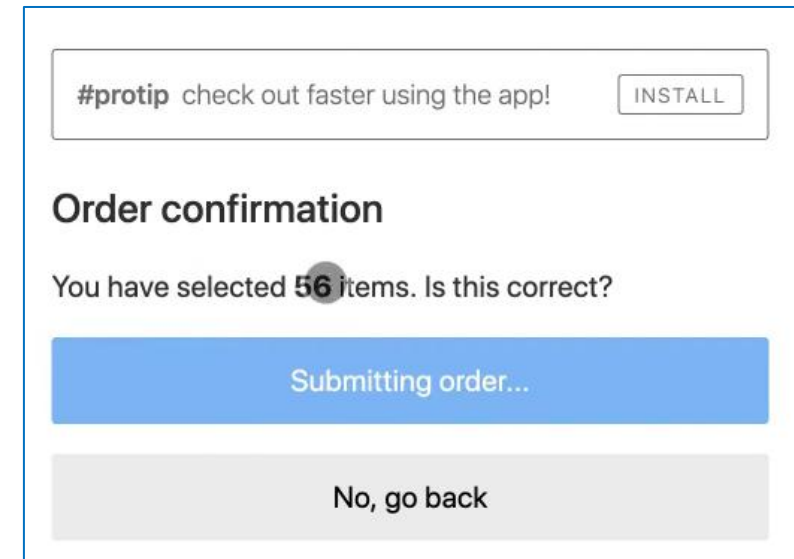 #protip check out faster using the app!
INSTALL
Order confirmation
You have selected 56 items. Is this correct?
Submitting order...
No, go back